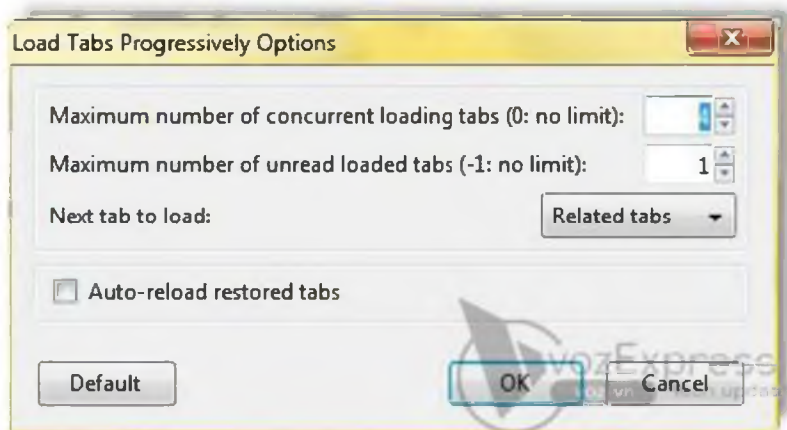 Load Tabs Progressively Options
Maximum number of concurrent loading tabs (0: no limit):
Maximum number of unread loaded tabs (-1: no limit): 1
Next tab to load: Related tabs
Auto-reload restored tabs
vozExpress
Default OK Cancel